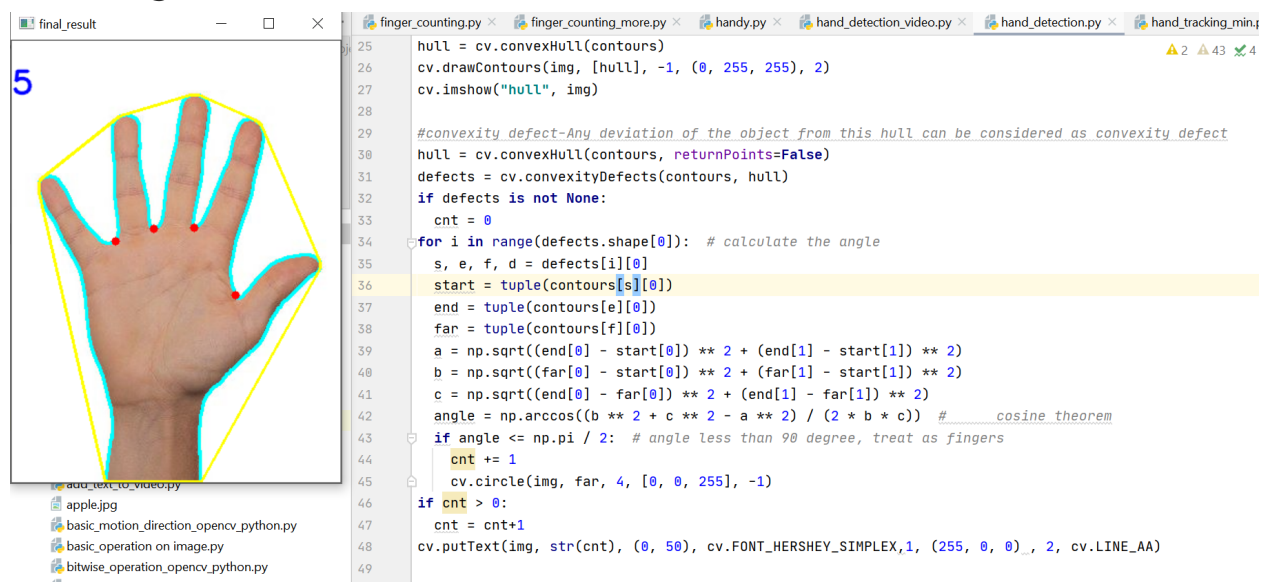 final_result
5
add_text_to_video.py
apple.jpg
basic_motion_direction_opencv_python.py
basic_operation on image.py
bitwise_operation_opencv_python.py
finger_counting.py
finger_counting_more.py
handy.py
hand_detection_video.py
hand_detection.py
hand_tracking_min.p
2 43 4
25 hull = cv.convexHull(contours)
26 cv.drawContours(img, [hull], -1, (0, 255, 255), 2)
27 cv.imshow("hull", img)
28
29 #convexity defect-Any deviation of the object from this hull can be considered as convexity defect
30 hull = cv.convexHull(contours, returnPoints=False)
31 defects = cv.convexityDefects(contours, hull)
32 if defects is not None:
33 cnt = 0
34 for i in range(defects.shape[0]): # calculate the angle
35 s, e, f, d = defects[i][0]
36 start = tuple(contours[s][0])
37 end = tuple(contours[e][0])
38 far = tuple(contours[f][0])
39 a = np.sqrt((end[0] - start[0]) ** 2 + (end[1] - start[1]) ** 2)
40 b = np.sqrt((far[0] - start[0]) ** 2 + (far[1] - start[1]) ** 2)
41 c = np.sqrt((end[0] - far[0]) ** 2 + (end[1] - far[1]) ** 2)
42 angle = np.arccos((b ** 2 + c ** 2 - a ** 2) / (2 * b * c)) # cosine theorem
43 if angle <= np.pi / 2: # angle less than 90 degree, treat as fingers
44 cnt += 1
45 cv.circle(img, far, 4, [0, 0, 255], -1)
46 if cnt > 0:
47 cnt = cnt+1
48 cv.putText(img, str(cnt), (0, 50), cv.FONT_HERSHEY_SIMPLEX,1, (255, 0, 0) , 2, cv.LINE_AA)
49